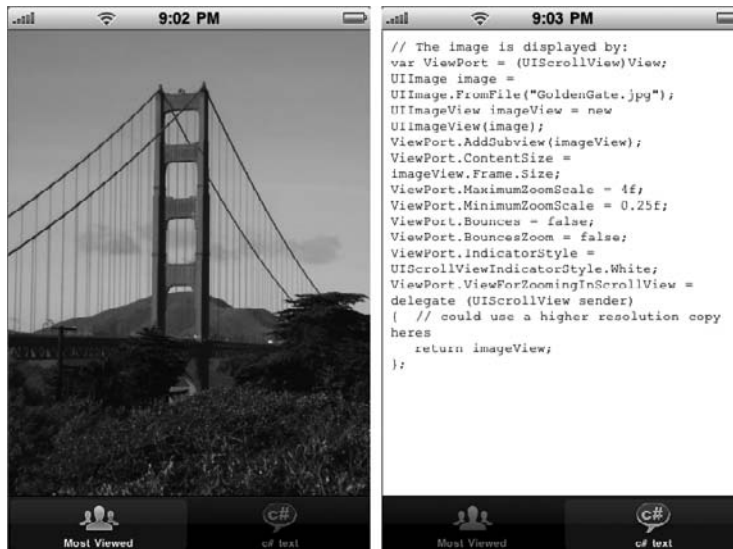 9:02 PM
Most Viewed
c#
c# text
9:03 PM
// The image is displayed by:
var ViewPort = (UIScrollView)View;
UIImage image =
UIImage.FromFile("GoldenGate.jpg");
UIImageView imageView = new
UIImageView(image);
ViewPort.AddSubview(imageView);
ViewPort.ContentSize =
imageView.Frame.Size;
ViewPort.MaximumZoomScale = 4f;
ViewPort.MinimumZoomScale = 0.25f;
ViewPort.Bounces = false;
ViewPort.BouncesZoom = false;
ViewPort.IndicatorStyle =
UIScrollViewIndicatorStyle.White;
ViewPort.ViewForZoomingInScrollView =
delegate (UIScrollView sender)
{  // could use a higher resolution copy
heres
   return imageView;
};
Most Viewed
c#
c# text